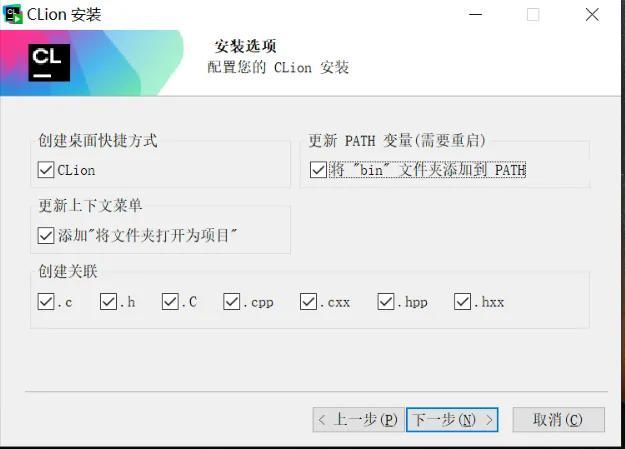 CLion 安装
CL
安装选项
配置您的 CLion 安装
创建桌面快捷方式
CLion
更新 PATH 变量(需要重启)
将 "bin" 文件夹添加到 PATH
更新上下文菜单
添加"将文件夹打开为项目"
创建关联
.c .h .C .cpp .cxx .hpp .hxx
< 上一步(P) 下一步(N) > 取消(C)